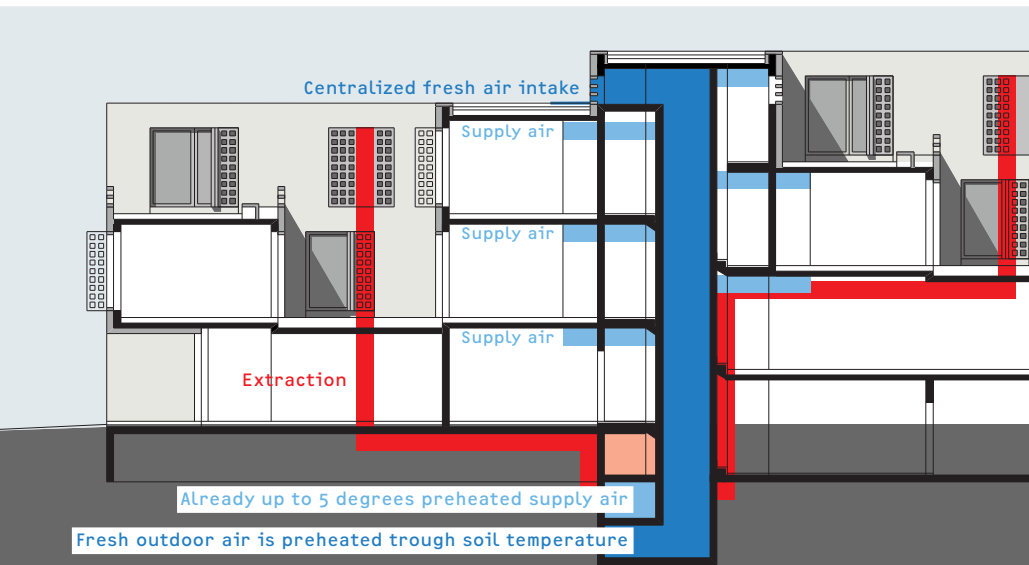 Centralized fresh air intake
Supply air
Supply air
Supply air
Extraction
Already up to 5 degrees preheated supply air
Fresh outdoor air is preheated trough soil temperature